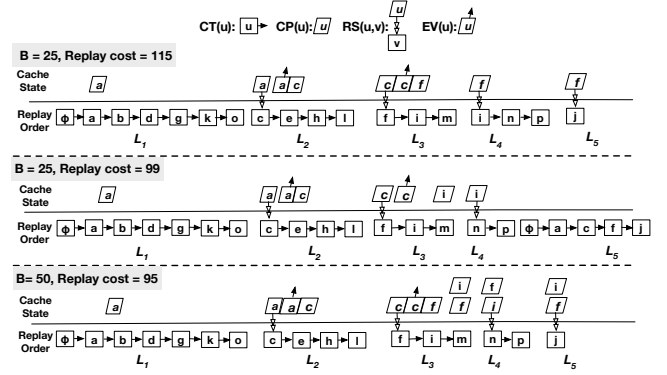 CT(u): u CP(u): u RS(u,v): u v EV(u): u
B = 25, Replay cost = 115
Cache State a a a c c c f f f
Replay Order ϕ a b d g k o c e h l f i m i n p j
L1 L2 L3 L4 L5
B = 25, Replay cost = 99
Cache State a a a c c c i i
Replay Order ϕ a b d g k o c e h l f i m n p ϕ a c f j
L1 L2 L3 L4 L5
B= 50, Replay cost = 95
i f i
Cache State a a a c c c f f i f
Replay Order ϕ a b d g k o c e h l f i m n p j
L1 L2 L3 L4 L5